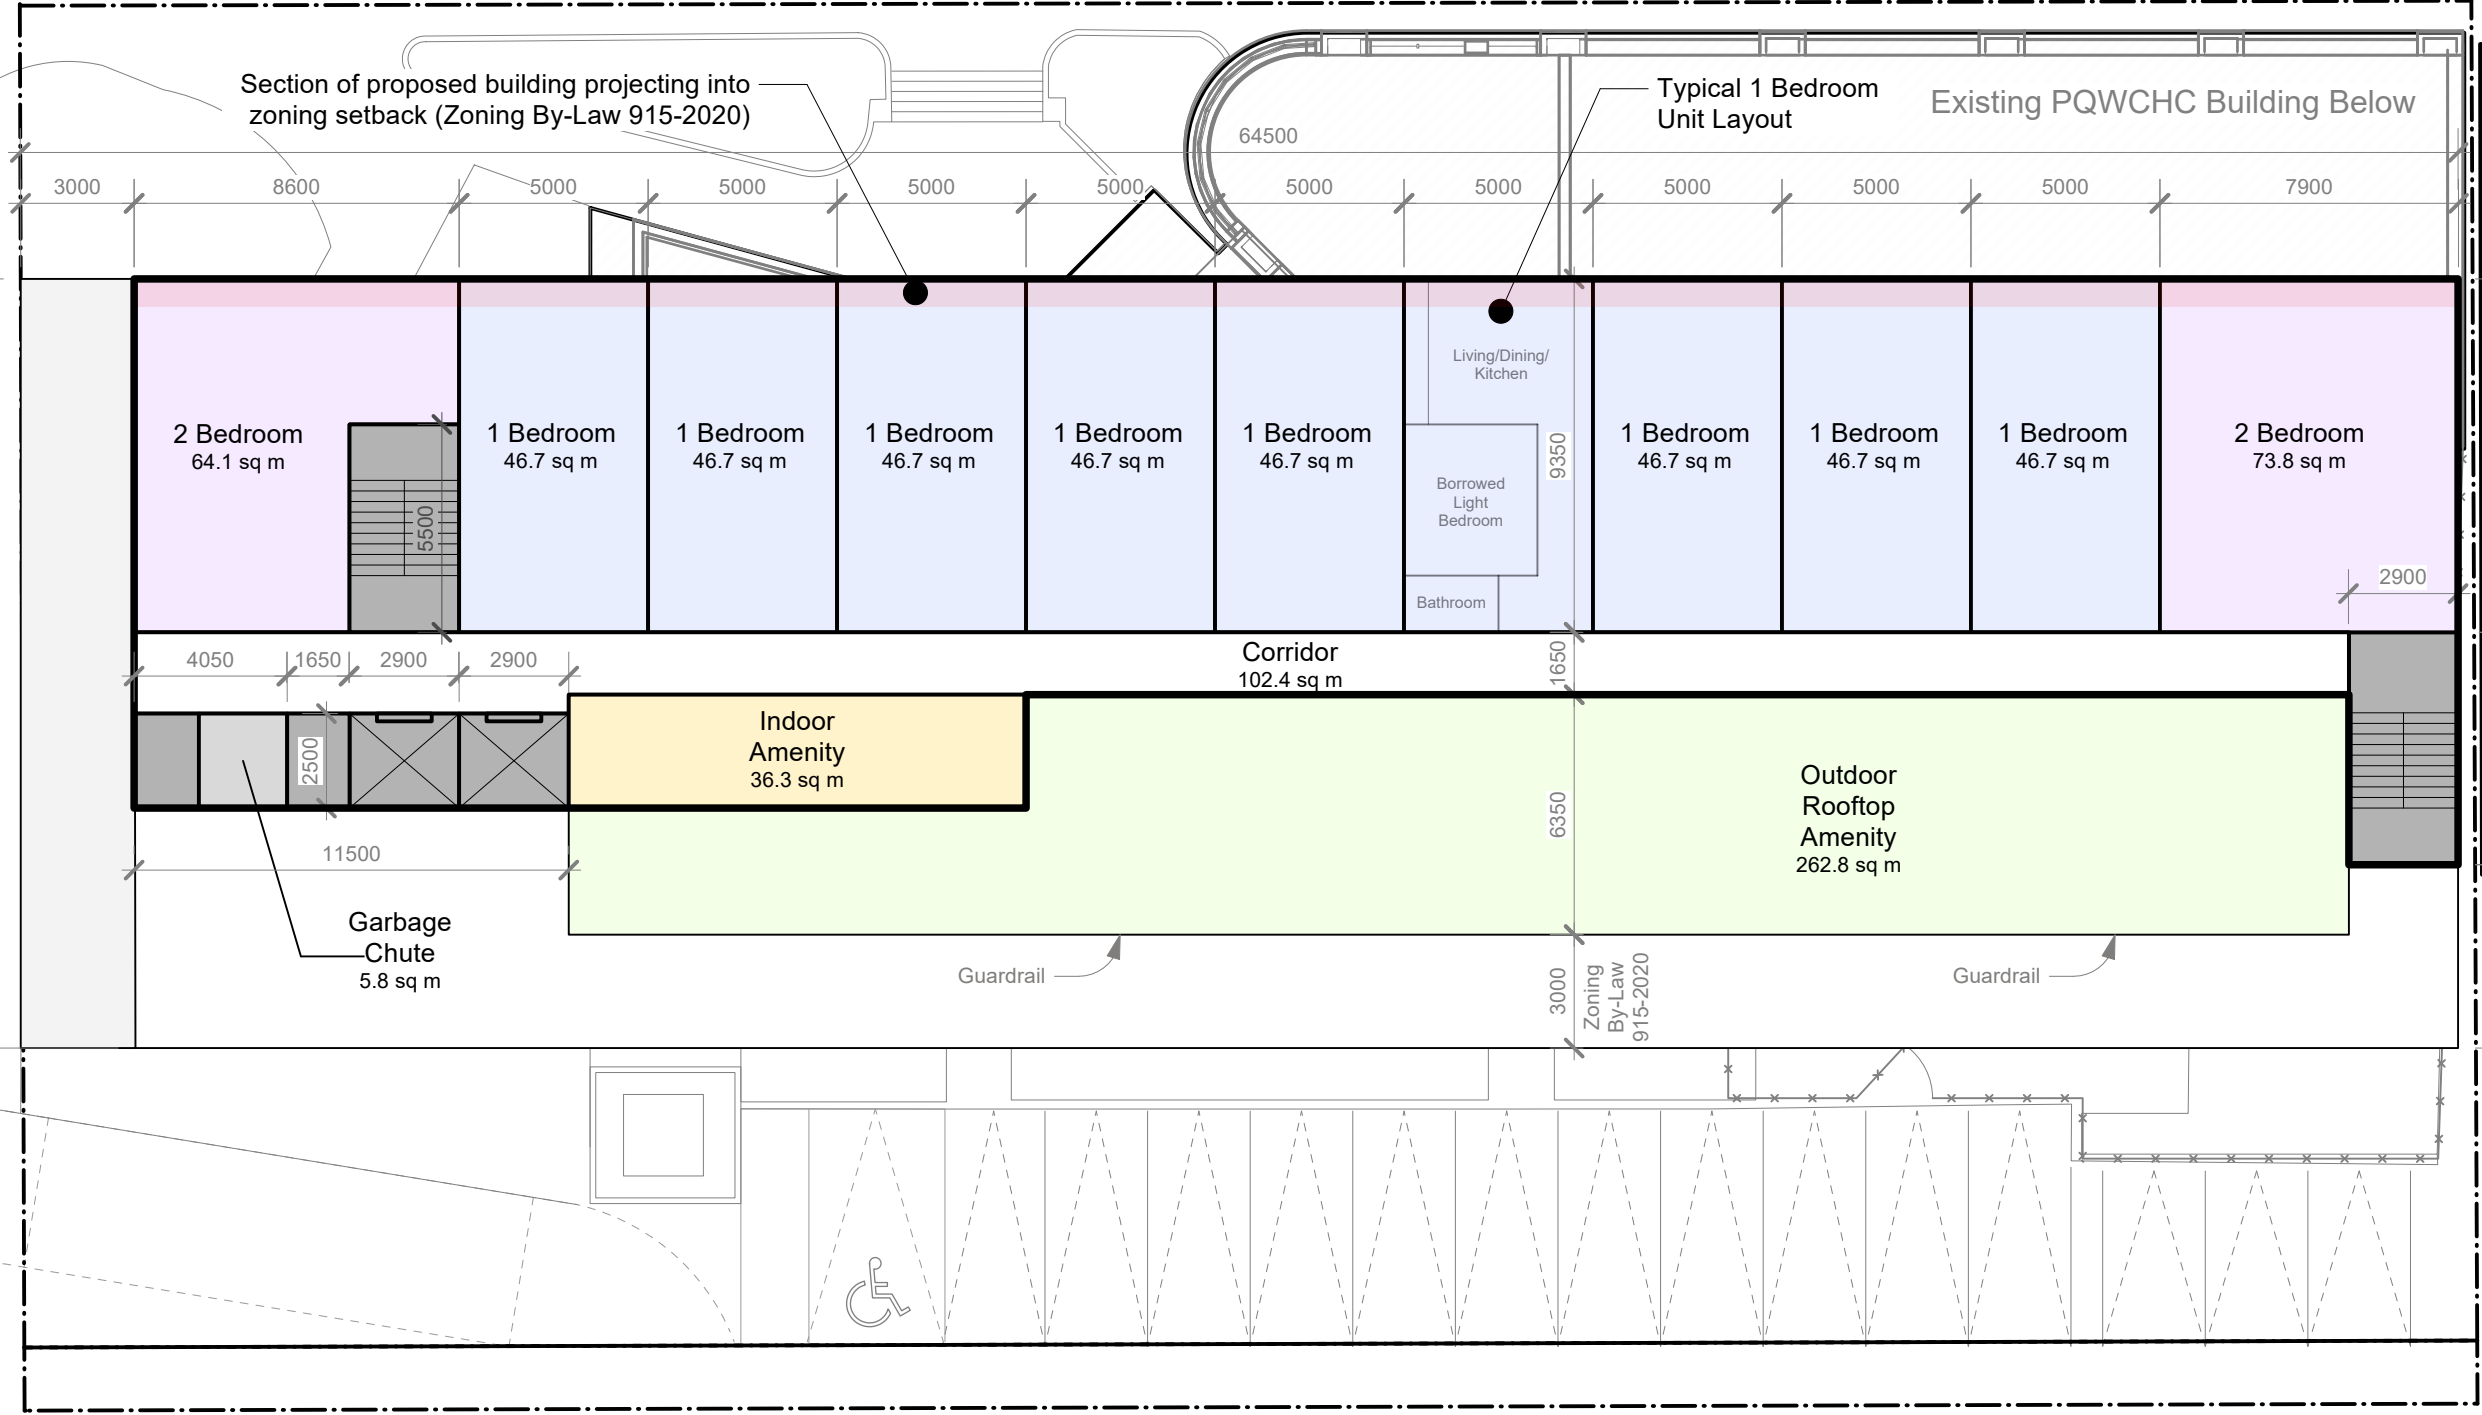 Section of proposed building projecting into
zoning setback (Zoning By-Law 915-2020)
Typical 1 Bedroom
Unit Layout
Existing PQWCHC Building Below
64500
3000
8600
5000
5000
5000
5000
5000
5000
5000
5000
5000
7900
Living/Dining/
Kitchen
Borrowed
Light
Bedroom
Bathroom
9350
2 Bedroom
64.1 sq m
5500
1 Bedroom
46.7 sq m
1 Bedroom
46.7 sq m
1 Bedroom
46.7 sq m
1 Bedroom
46.7 sq m
1 Bedroom
46.7 sq m
1 Bedroom
46.7 sq m
1 Bedroom
46.7 sq m
1 Bedroom
46.7 sq m
2 Bedroom
73.8 sq m
2900
4050
1650
2900
2900
Corridor
102.4 sq m
1650
2500
Indoor
Amenity
36.3 sq m
Outdoor
Rooftop
Amenity
262.8 sq m
6350
11500
Garbage
Chute
5.8 sq m
Guardrail
3000
Zoning
By-Law
915-2020
Guardrail